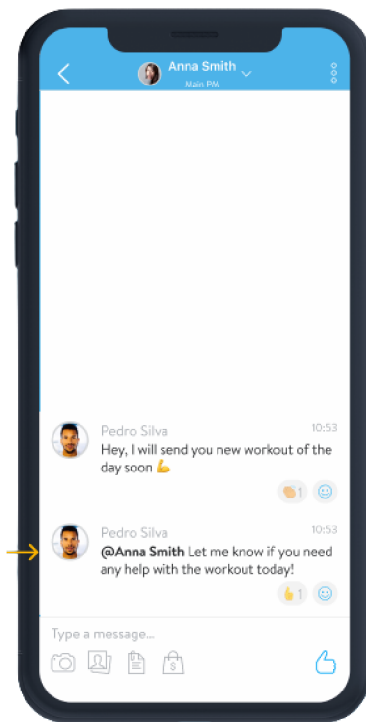 Anna Smith
Main PM
Pedro Silva 10:53
Hey, I will send you new workout of the
day soon 💪
👏 1
Pedro Silva 10:53
@Anna Smith Let me know if you need
any help with the workout today!
👍 1
Type a message...
$